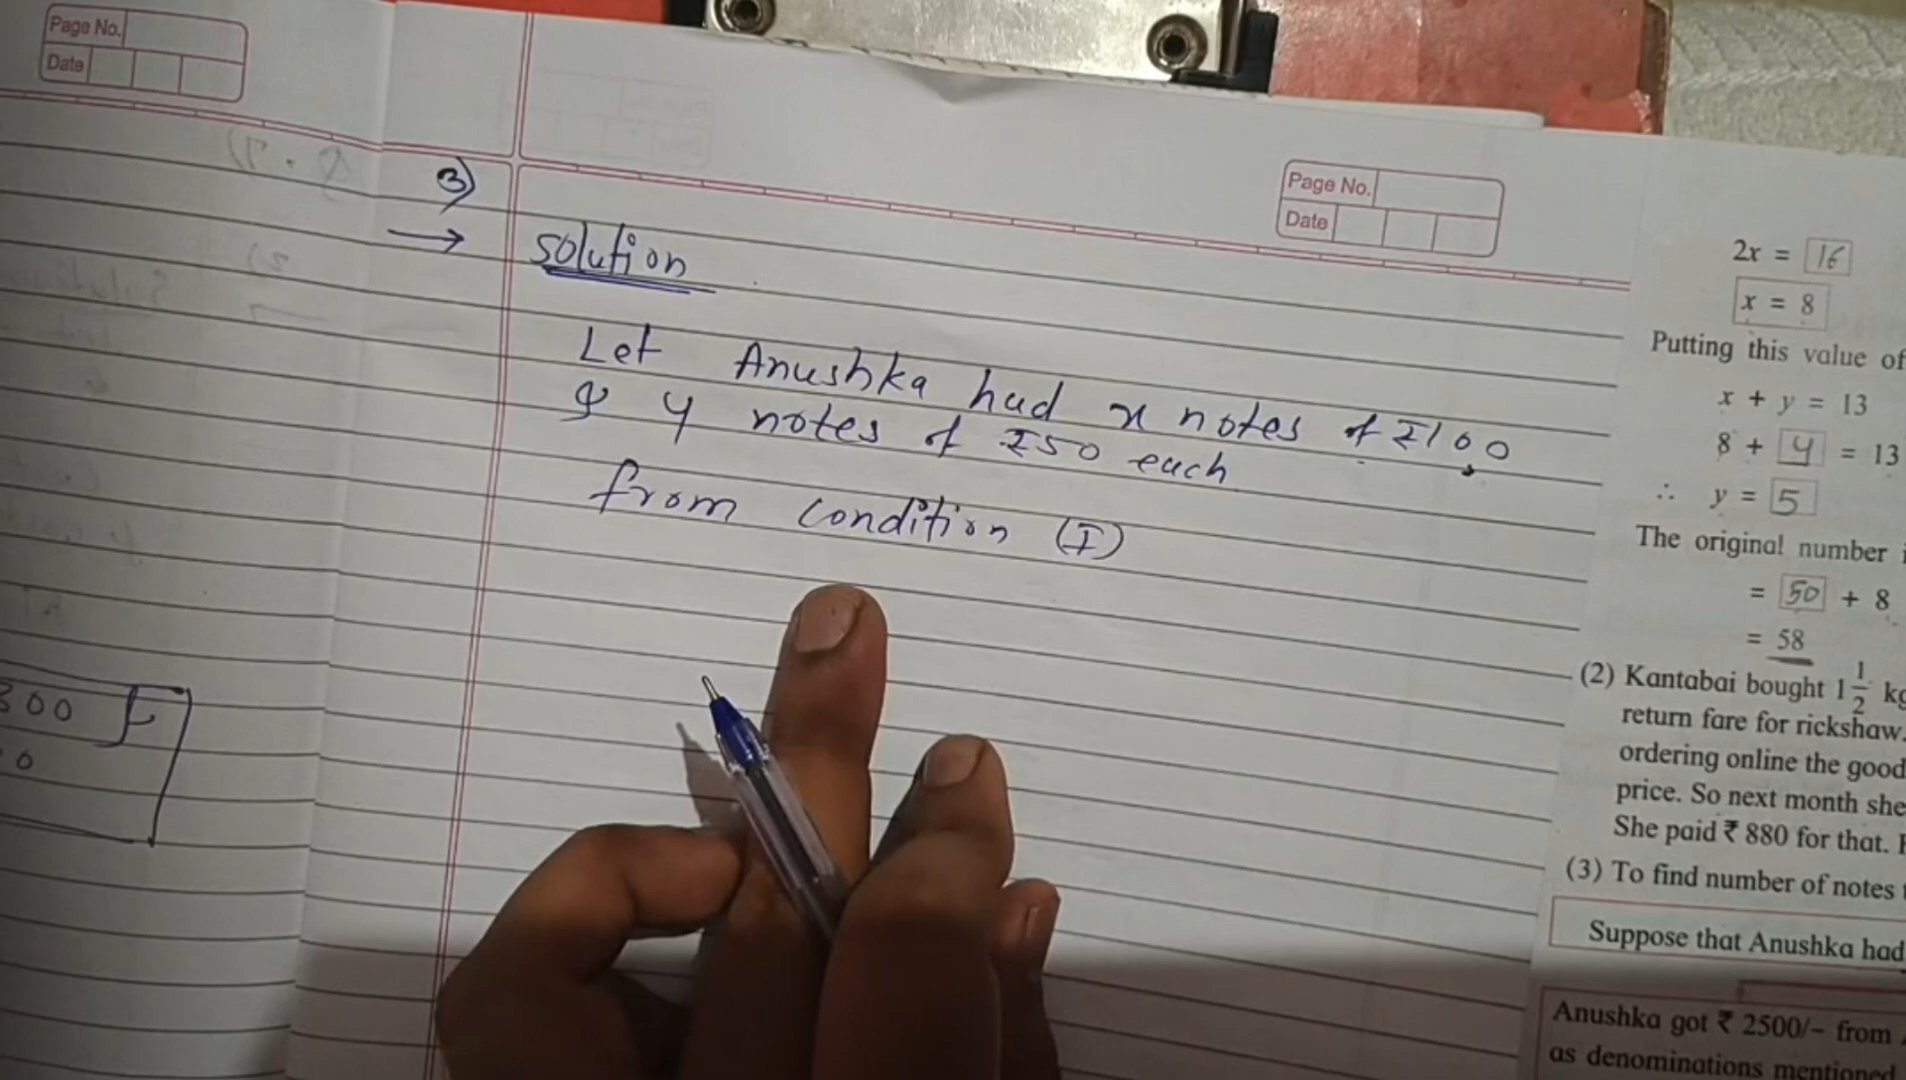 Page No.
Date
3)
→ Solution
Let Anushka had x notes of ₹100
& y notes of ₹50 each
from condition (I)
300
0
Page No.
Date
2x = 16
x = 8
Putting this value of
x + y = 13
8 + y = 13
∴ y = 5
The original number
= 50 + 8
= 58
(2) Kantabai bought 1 1/2 kg
return fare for rickshaw.
ordering online the good
price. So next month she
She paid ₹ 880 for that.
(3) To find number of notes
Suppose that Anushka had
Anushka got ₹ 2500/- from
as denominations mentioned